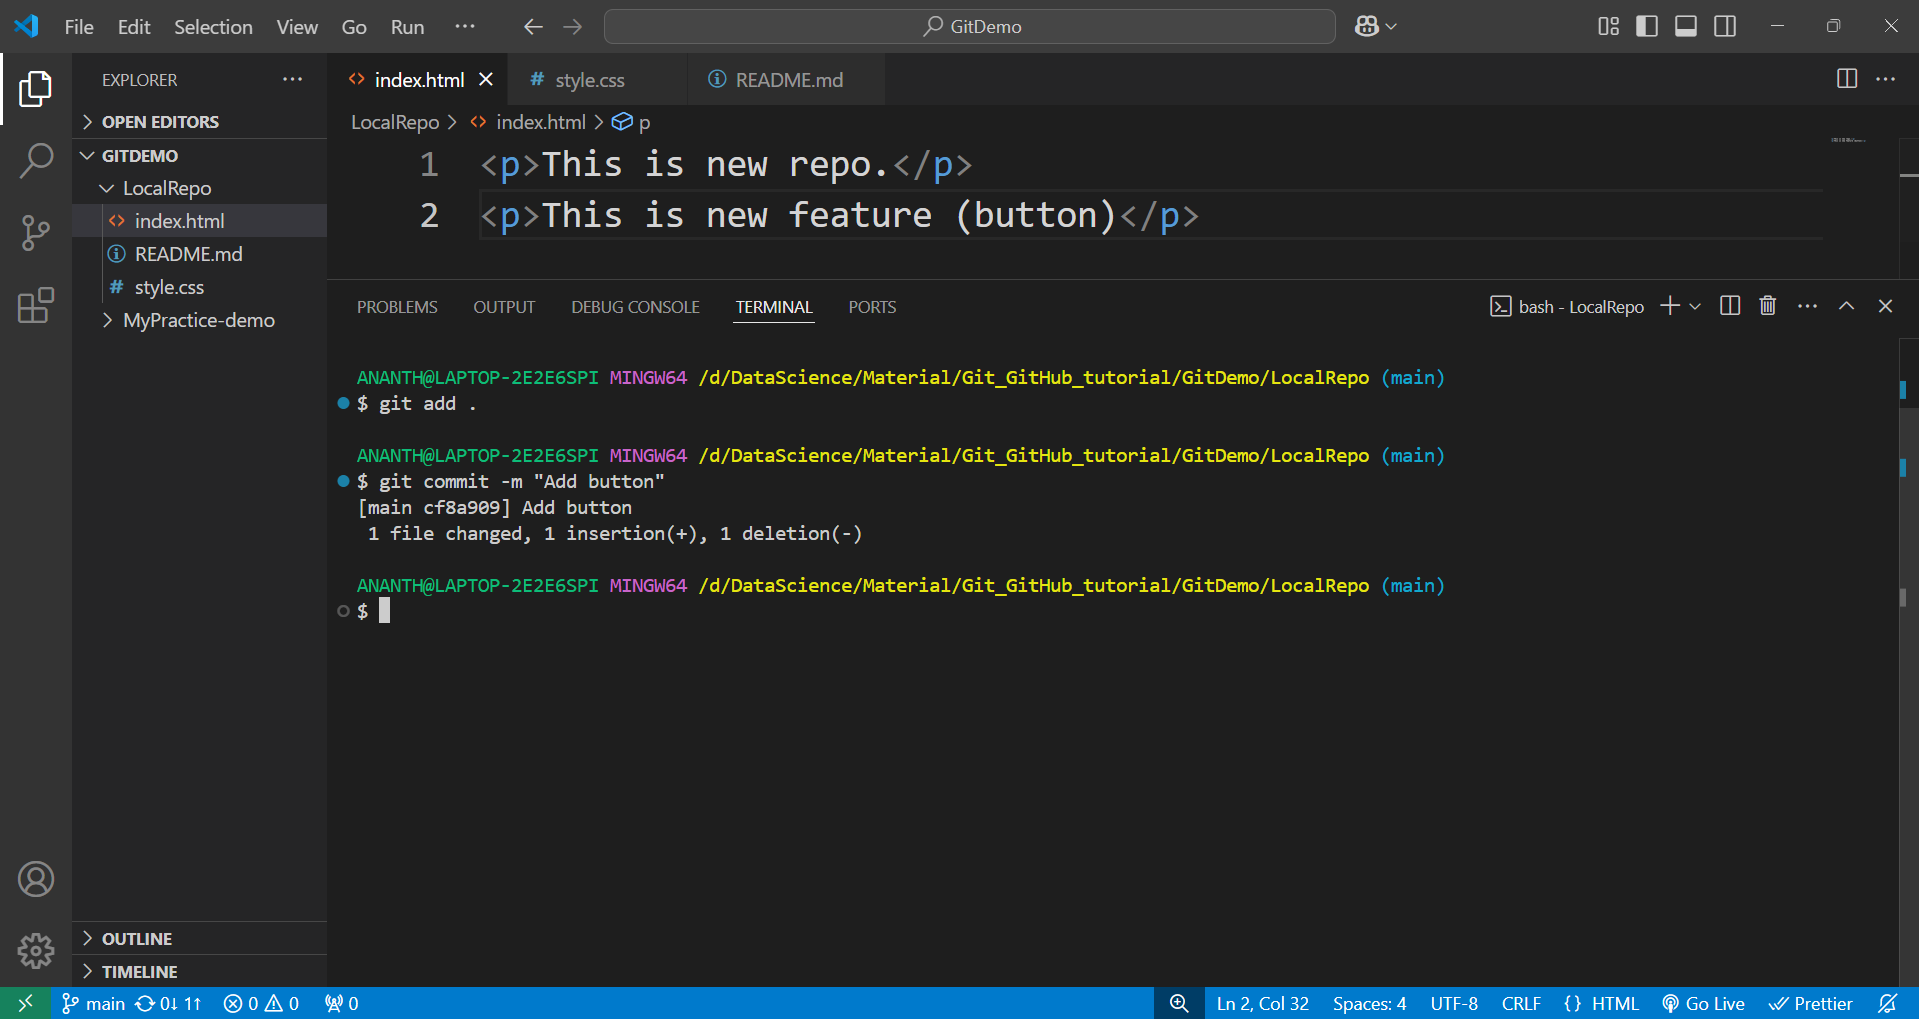 File Edit Selection View Go Run ··· GitDemo
EXPLORER ···
OPEN EDITORS
GITDEMO
LocalRepo
index.html
README.md
style.css
MyPractice-demo
OUTLINE
TIMELINE
index.html style.css README.md
LocalRepo > index.html > p
1 <p>This is new repo.</p>
2 <p>This is new feature (button)</p>
PROBLEMS OUTPUT DEBUG CONSOLE TERMINAL PORTS bash - LocalRepo
ANANTH@LAPTOP-2E2E6SPI MINGW64 /d/DataScience/Material/Git_GitHub_tutorial/GitDemo/LocalRepo (main)
$ git add .
ANANTH@LAPTOP-2E2E6SPI MINGW64 /d/DataScience/Material/Git_GitHub_tutorial/GitDemo/LocalRepo (main)
$ git commit -m "Add button"
[main cf8a909] Add button
1 file changed, 1 insertion(+), 1 deletion(-)
ANANTH@LAPTOP-2E2E6SPI MINGW64 /d/DataScience/Material/Git_GitHub_tutorial/GitDemo/LocalRepo (main)
$
main 0↓ 1↑ 0 0 0 Ln 2, Col 32 Spaces: 4 UTF-8 CRLF {} HTML Go Live Prettier